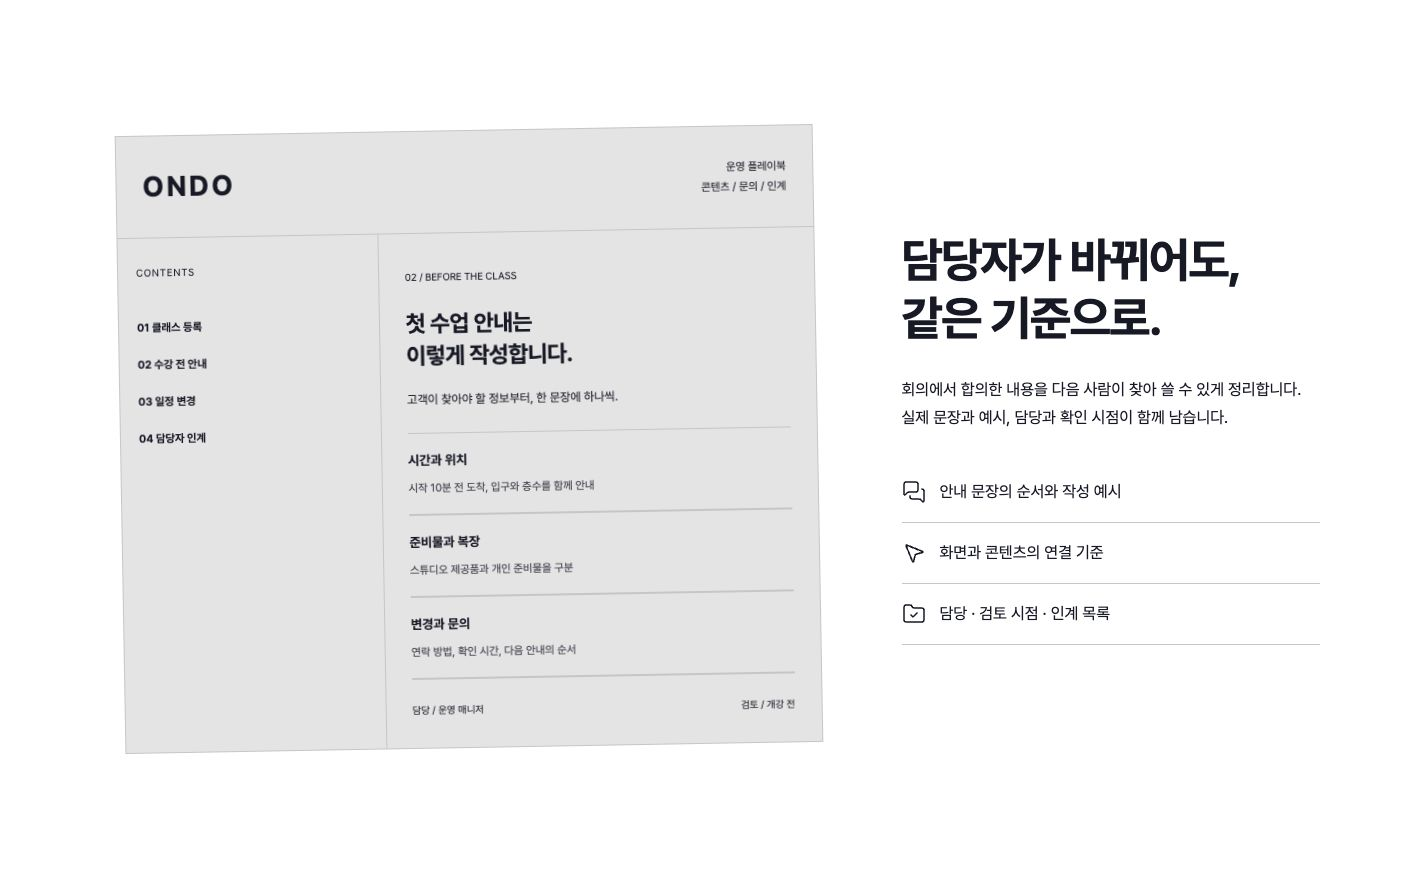 ONDO
운영 플레이북
콘텐츠 / 문의 / 인계
CONTENTS
01 클래스 등록
02 수강 전 안내
03 일정 변경
04 담당자 인계
02 / BEFORE THE CLASS
첫 수업 안내는
이렇게 작성합니다.
고객이 찾아야 할 정보부터, 한 문장에 하나씩.
시간과 위치
시작 10분 전 도착, 입구와 층수를 함께 안내
준비물과 복장
스튜디오 제공품과 개인 준비물을 구분
변경과 문의
연락 방법, 확인 시간, 다음 안내의 순서
담당 / 운영 매니저
검토 / 개강 전
담당자가 바뀌어도,
같은 기준으로.
회의에서 합의한 내용을 다음 사람이 찾아 쓸 수 있게 정리합니다.
실제 문장과 예시, 담당과 확인 시점이 함께 남습니다.
안내 문장의 순서와 작성 예시
화면과 콘텐츠의 연결 기준
담당 · 검토 시점 · 인계 목록